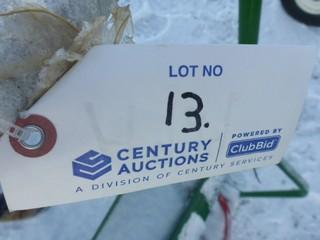 LOT NO
13.
CENTURY AUCTIONS
POWERED BY
ClubBid
A DIVISION OF CENTURY SERVICES